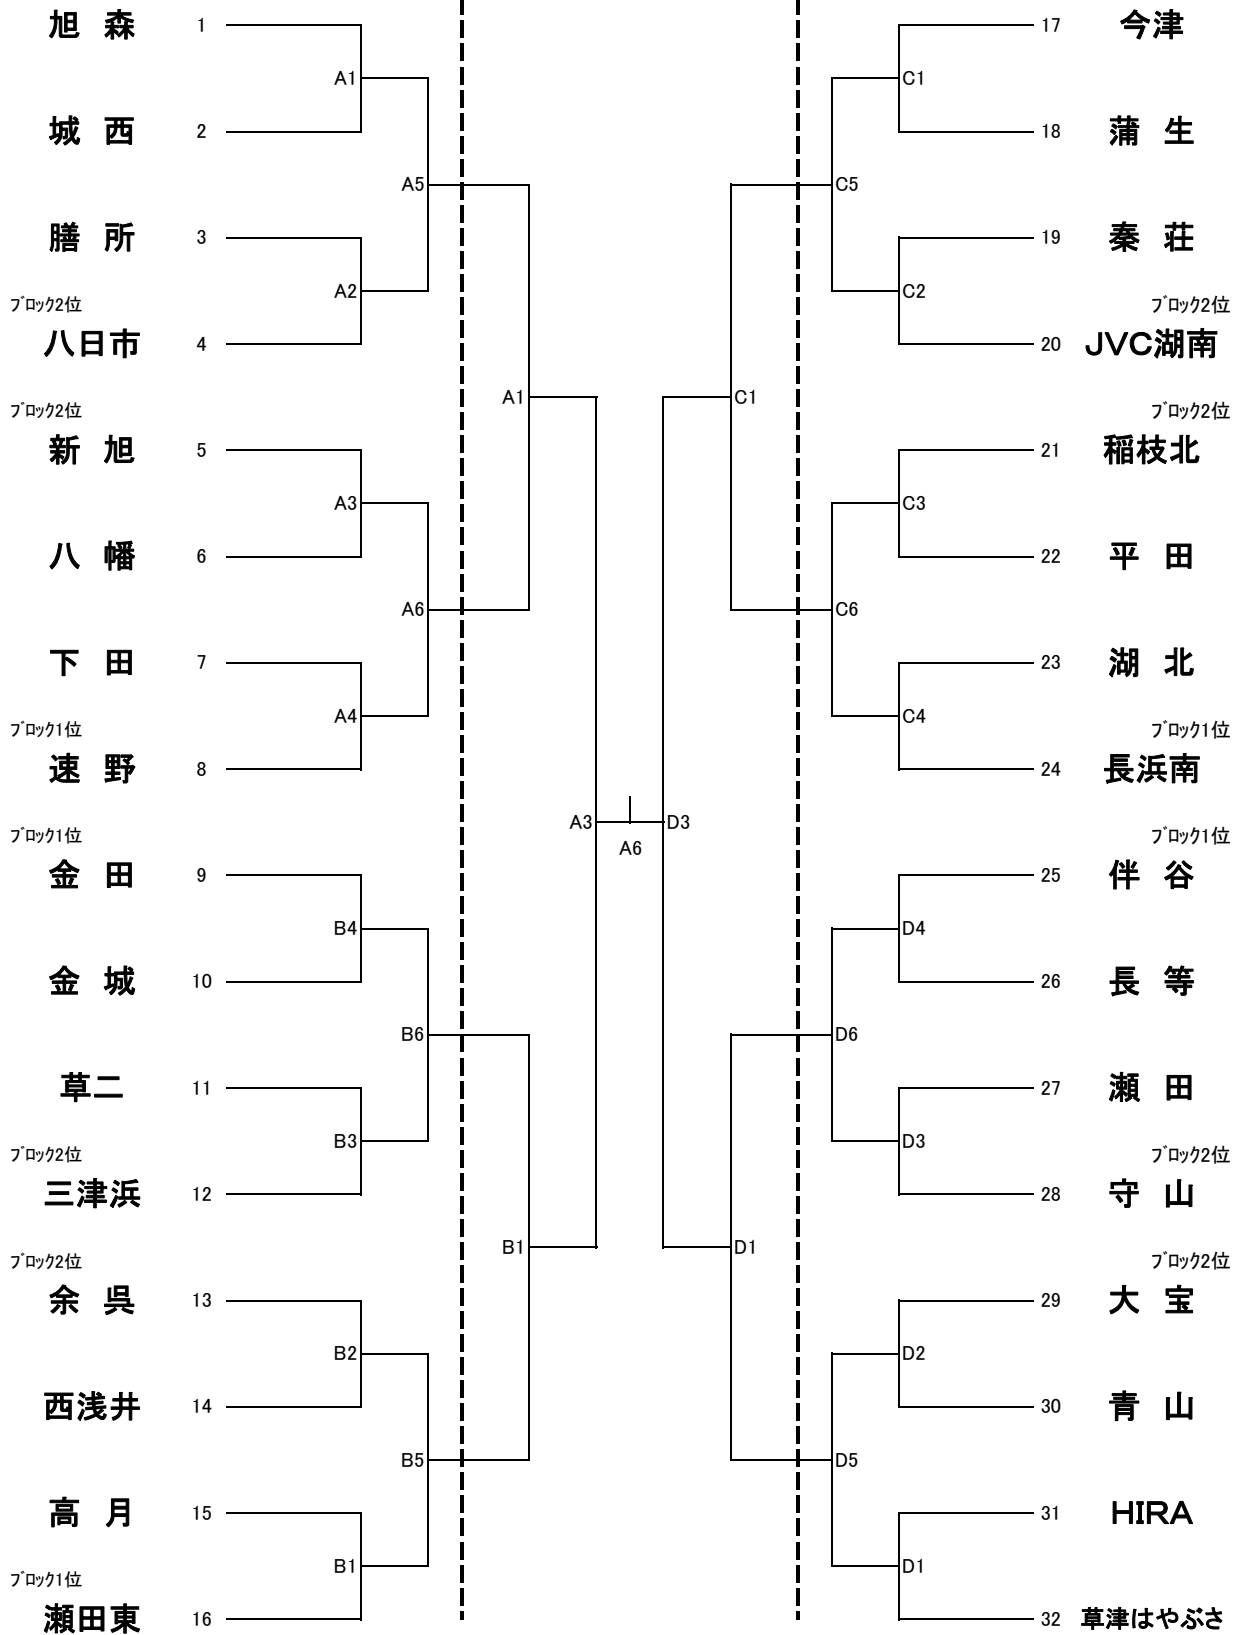 旭 森 1
A1
城 西 2
A5
膳 所 3
A2
ブロック2位
八日市 4
A1
ブロック2位
新 旭 5
A3
八 幡 6
A6
下 田 7
A4
ブロック1位
速 野 8
A3
ブロック1位
金 田 9
B4
金 城 10
B6
草二 11
B3
ブロック2位
三津浜 12
B1
ブロック2位
余 呉 13
B2
西浅井 14
B5
高 月 15
B1
ブロック1位
瀬田東 16
A6
17 今津
C1
18 蒲 生
C5
19 秦 荘
C2
ブロック2位
20 JVC湖南
C1
ブロック2位
21 稲枝北
C3
22 平 田
C6
23 湖 北
C4
ブロック1位
24 長浜南
D3
ブロック1位
25 伴 谷
D4
26 長 等
D6
27 瀬 田
D3
ブロック2位
28 守 山
D1
ブロック2位
29 大 宝
D2
30 青 山
D5
31 HIRA
D1
32 草津はやぶさ